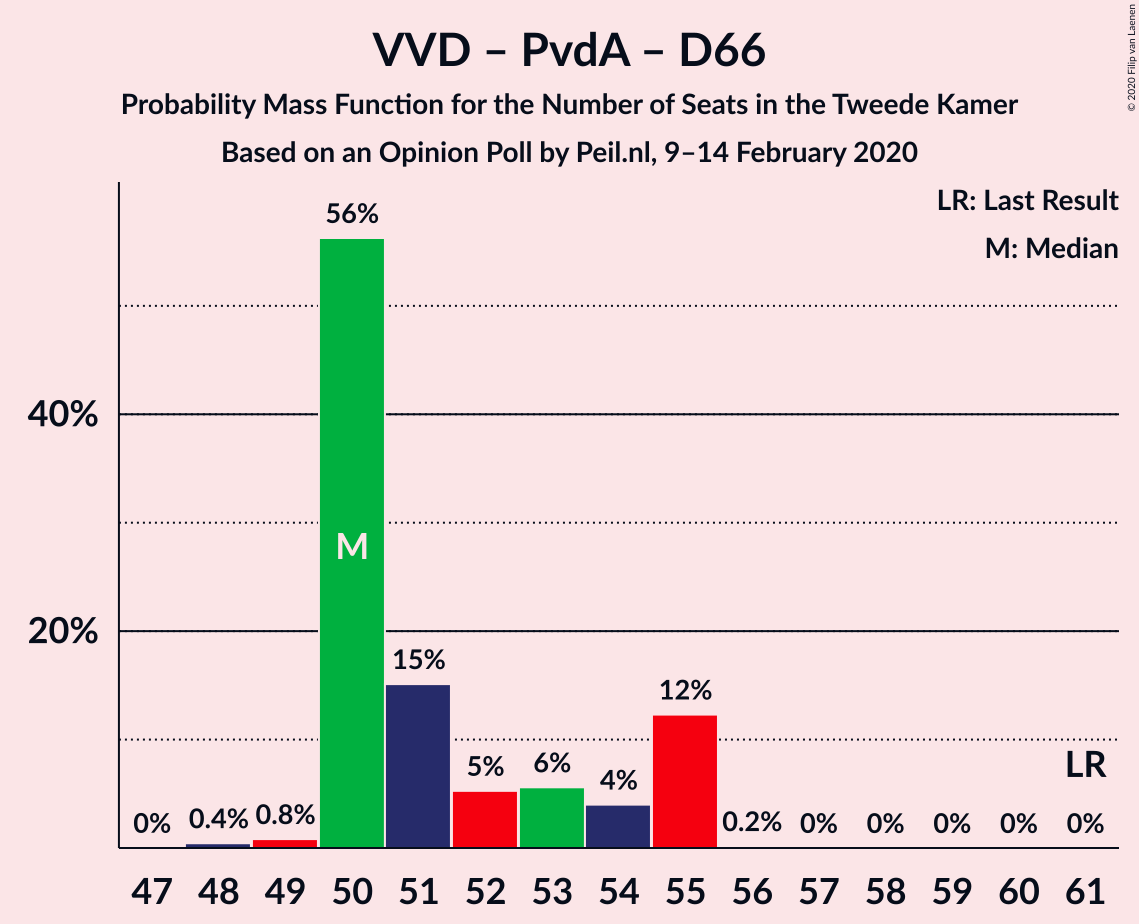 VVD – PvdA – D66
Probability Mass Function for the Number of Seats in the Tweede Kamer
Based on an Opinion Poll by Peil.nl, 9–14 February 2020
© 2020 Filip van Laenen
LR: Last Result
M: Median
56%
40%
M
20%
15%
12%
LR
0% 0.4% 0.8% 5% 6% 4% 0.2% 0% 0% 0% 0% 0%
47 48 49 50 51 52 53 54 55 56 57 58 59 60 61